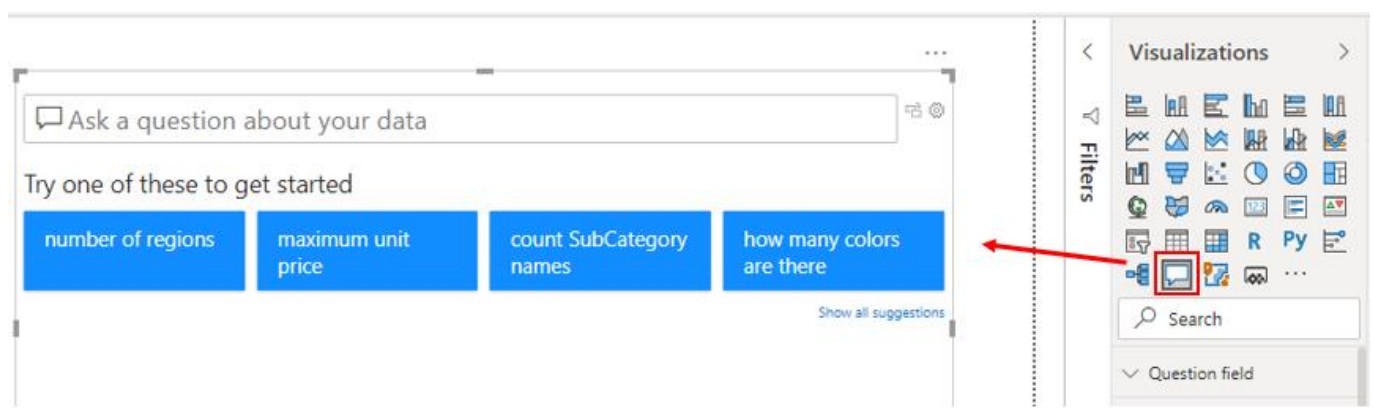 Ask a question about your data
Try one of these to get started
number of regions
maximum unit
price
count SubCategory
names
how many colors
are there
Show all suggestions
Filters
Visualizations
123
R
Py
Search
Question field